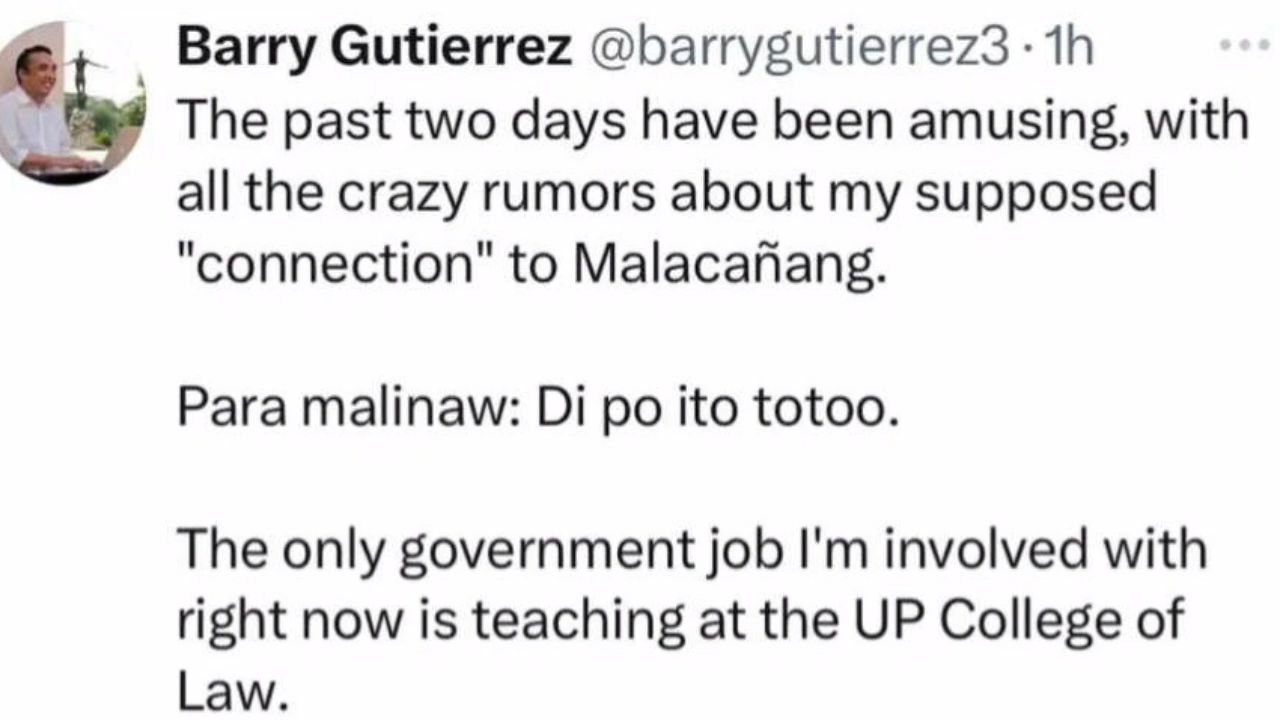 Barry Gutierrez @barrygutierrez3 · 1h
The past two days have been amusing, with
all the crazy rumors about my supposed
"connection" to Malacañang.
Para malinaw: Di po ito totoo.
The only government job I'm involved with
right now is teaching at the UP College of
Law.